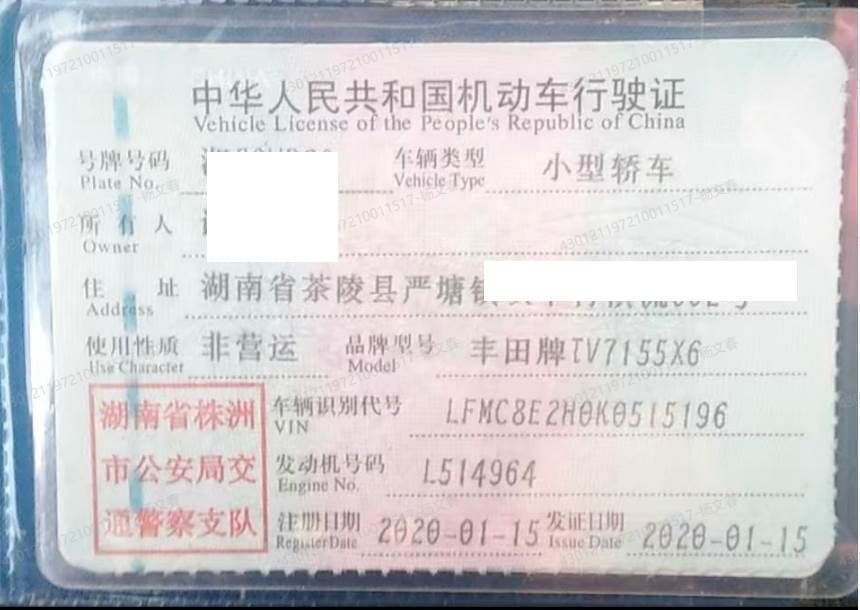 中华人民共和国机动车行驶证
Vehicle License of the People's Republic of China
号牌号码 车辆类型 小型轿车
Plate No. Vehicle Type
所有人
Owner
住址 湖南省茶陵县严塘镇
Address
使用性质 非营运 品牌型号 丰田牌TV7155X6
Use Character Model
湖南省株洲 车辆识别代号 LFMC8E2H0K0515196
VIN
市公安局交 发动机号码 L514964
Engine No.
通警察支队 注册日期 2020-01-15 发证日期 2020-01-15
Register Date Issue Date